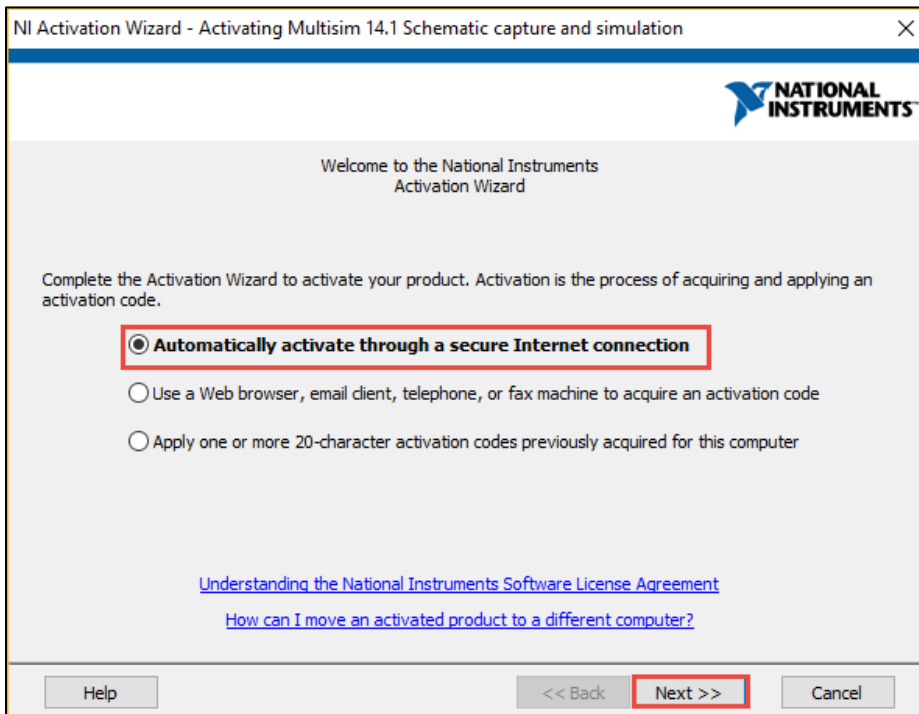 NI Activation Wizard - Activating Multisim 14.1 Schematic capture and simulation
NATIONAL
INSTRUMENTS™
Welcome to the National Instruments
Activation Wizard
Complete the Activation Wizard to activate your product. Activation is the process of acquiring and applying an
activation code.
Automatically activate through a secure Internet connection
Use a Web browser, email client, telephone, or fax machine to acquire an activation code
Apply one or more 20-character activation codes previously acquired for this computer
Understanding the National Instruments Software License Agreement
How can I move an activated product to a different computer?
Help
<< Back
Next >>
Cancel